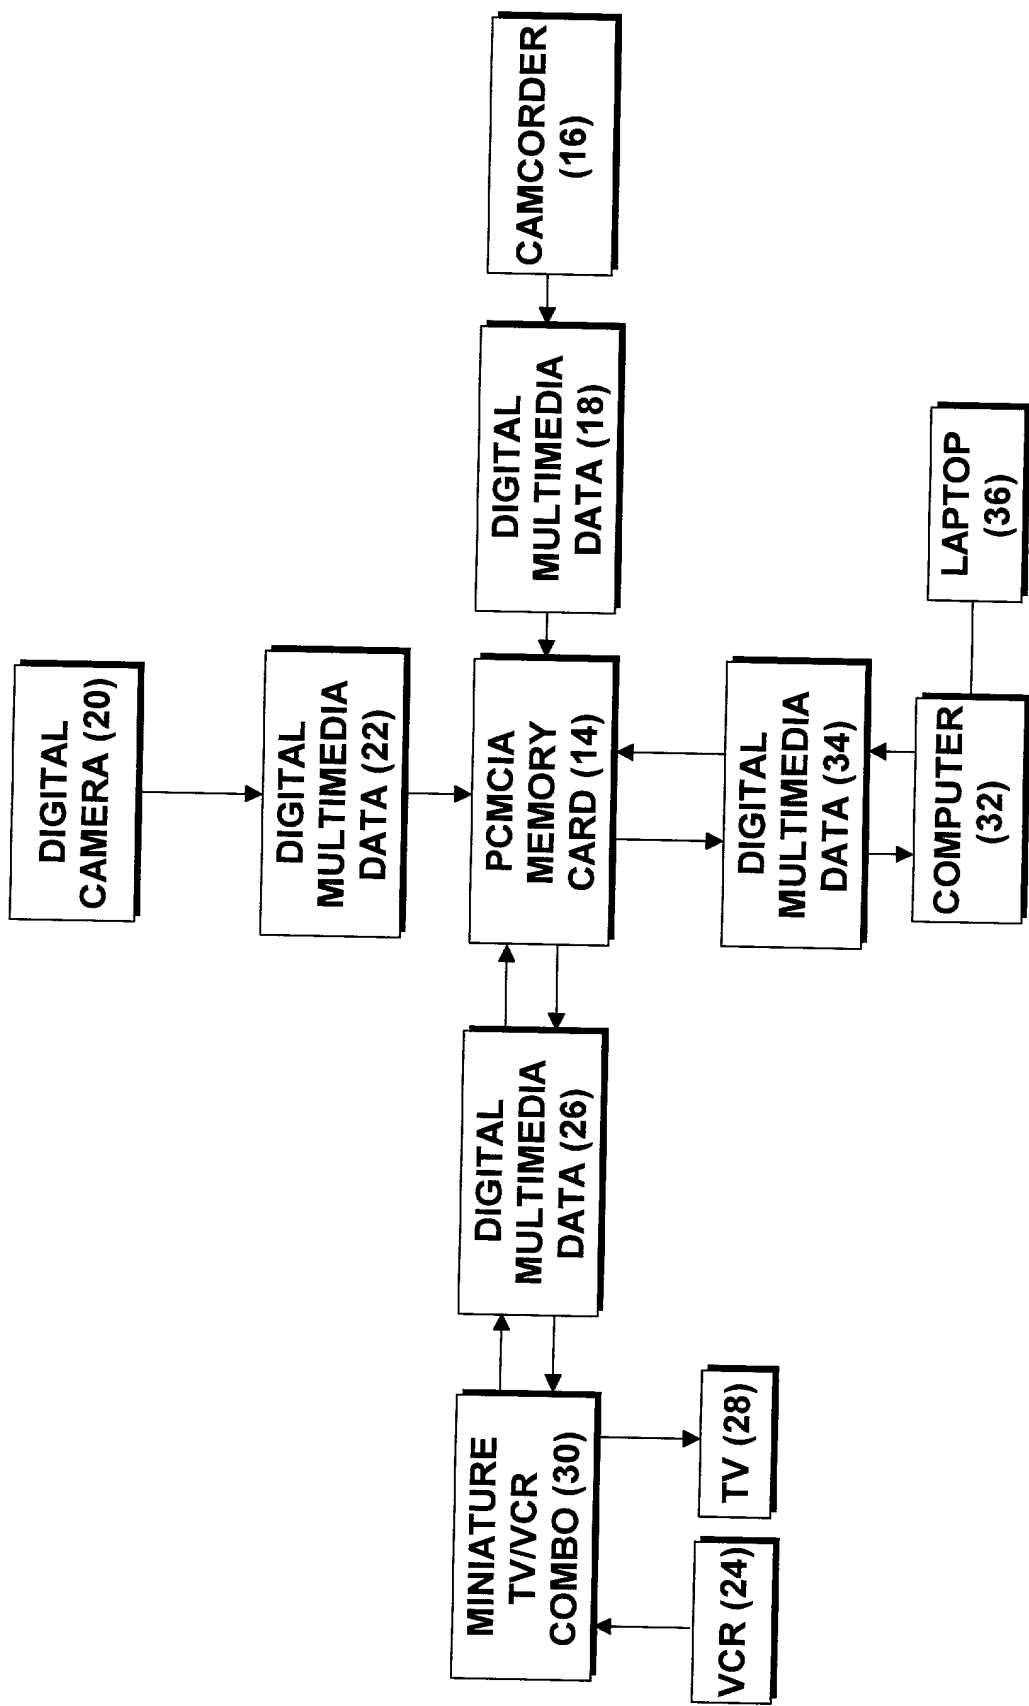 DIGITAL
CAMERA (20)
DIGITAL
MULTIMEDIA
DATA (22)
MINIATURE
TV/VCR
COMBO (30)
DIGITAL
MULTIMEDIA
DATA (26)
PCMCIA
MEMORY
CARD (14)
DIGITAL
MULTIMEDIA
DATA (18)
CAMCORDER
(16)
VCR (24)
TV (28)
DIGITAL
MULTIMEDIA
DATA (34)
COMPUTER
(32)
LAPTOP
(36)